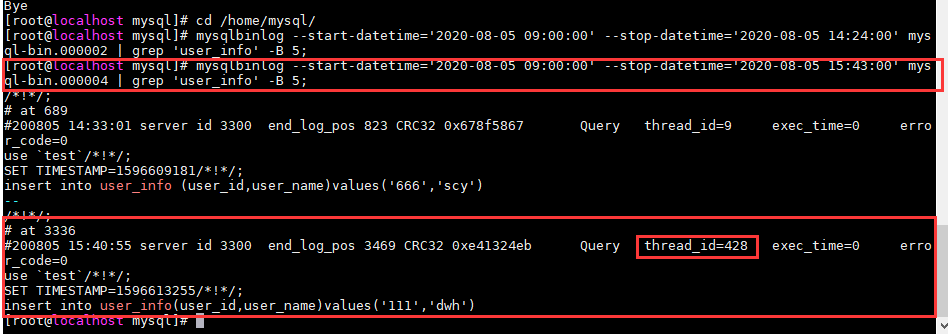 Bye
[root@localhost mysql]# cd /home/mysql/
[root@localhost mysql]# mysqlbinlog --start-datetime='2020-08-05 09:00:00' --stop-datetime='2020-08-05 14:24:00' mys
ql-bin.000002 | grep 'user_info' -B 5;
[root@localhost mysql]# mysqlbinlog --start-datetime='2020-08-05 09:00:00' --stop-datetime='2020-08-05 15:43:00' mys
ql-bin.000004 | grep 'user_info' -B 5;
/*!*/;
# at 689
#200805 14:33:01 server id 3300  end_log_pos 823 CRC32 0x678f5867       Query   thread_id=9     exec_time=0     erro
r_code=0
use `test`/*!*/;
SET TIMESTAMP=1596609181/*!*/;
insert into user_info (user_id,user_name)values('666','scy')
--
/*!*/;
# at 3336
#200805 15:40:55 server id 3300  end_log_pos 3469 CRC32 0xe41324eb      Query   thread_id=428   exec_time=0     erro
r_code=0
use `test`/*!*/;
SET TIMESTAMP=1596613255/*!*/;
insert into user_info(user_id,user_name)values('111','dwh')
[root@localhost mysql]#